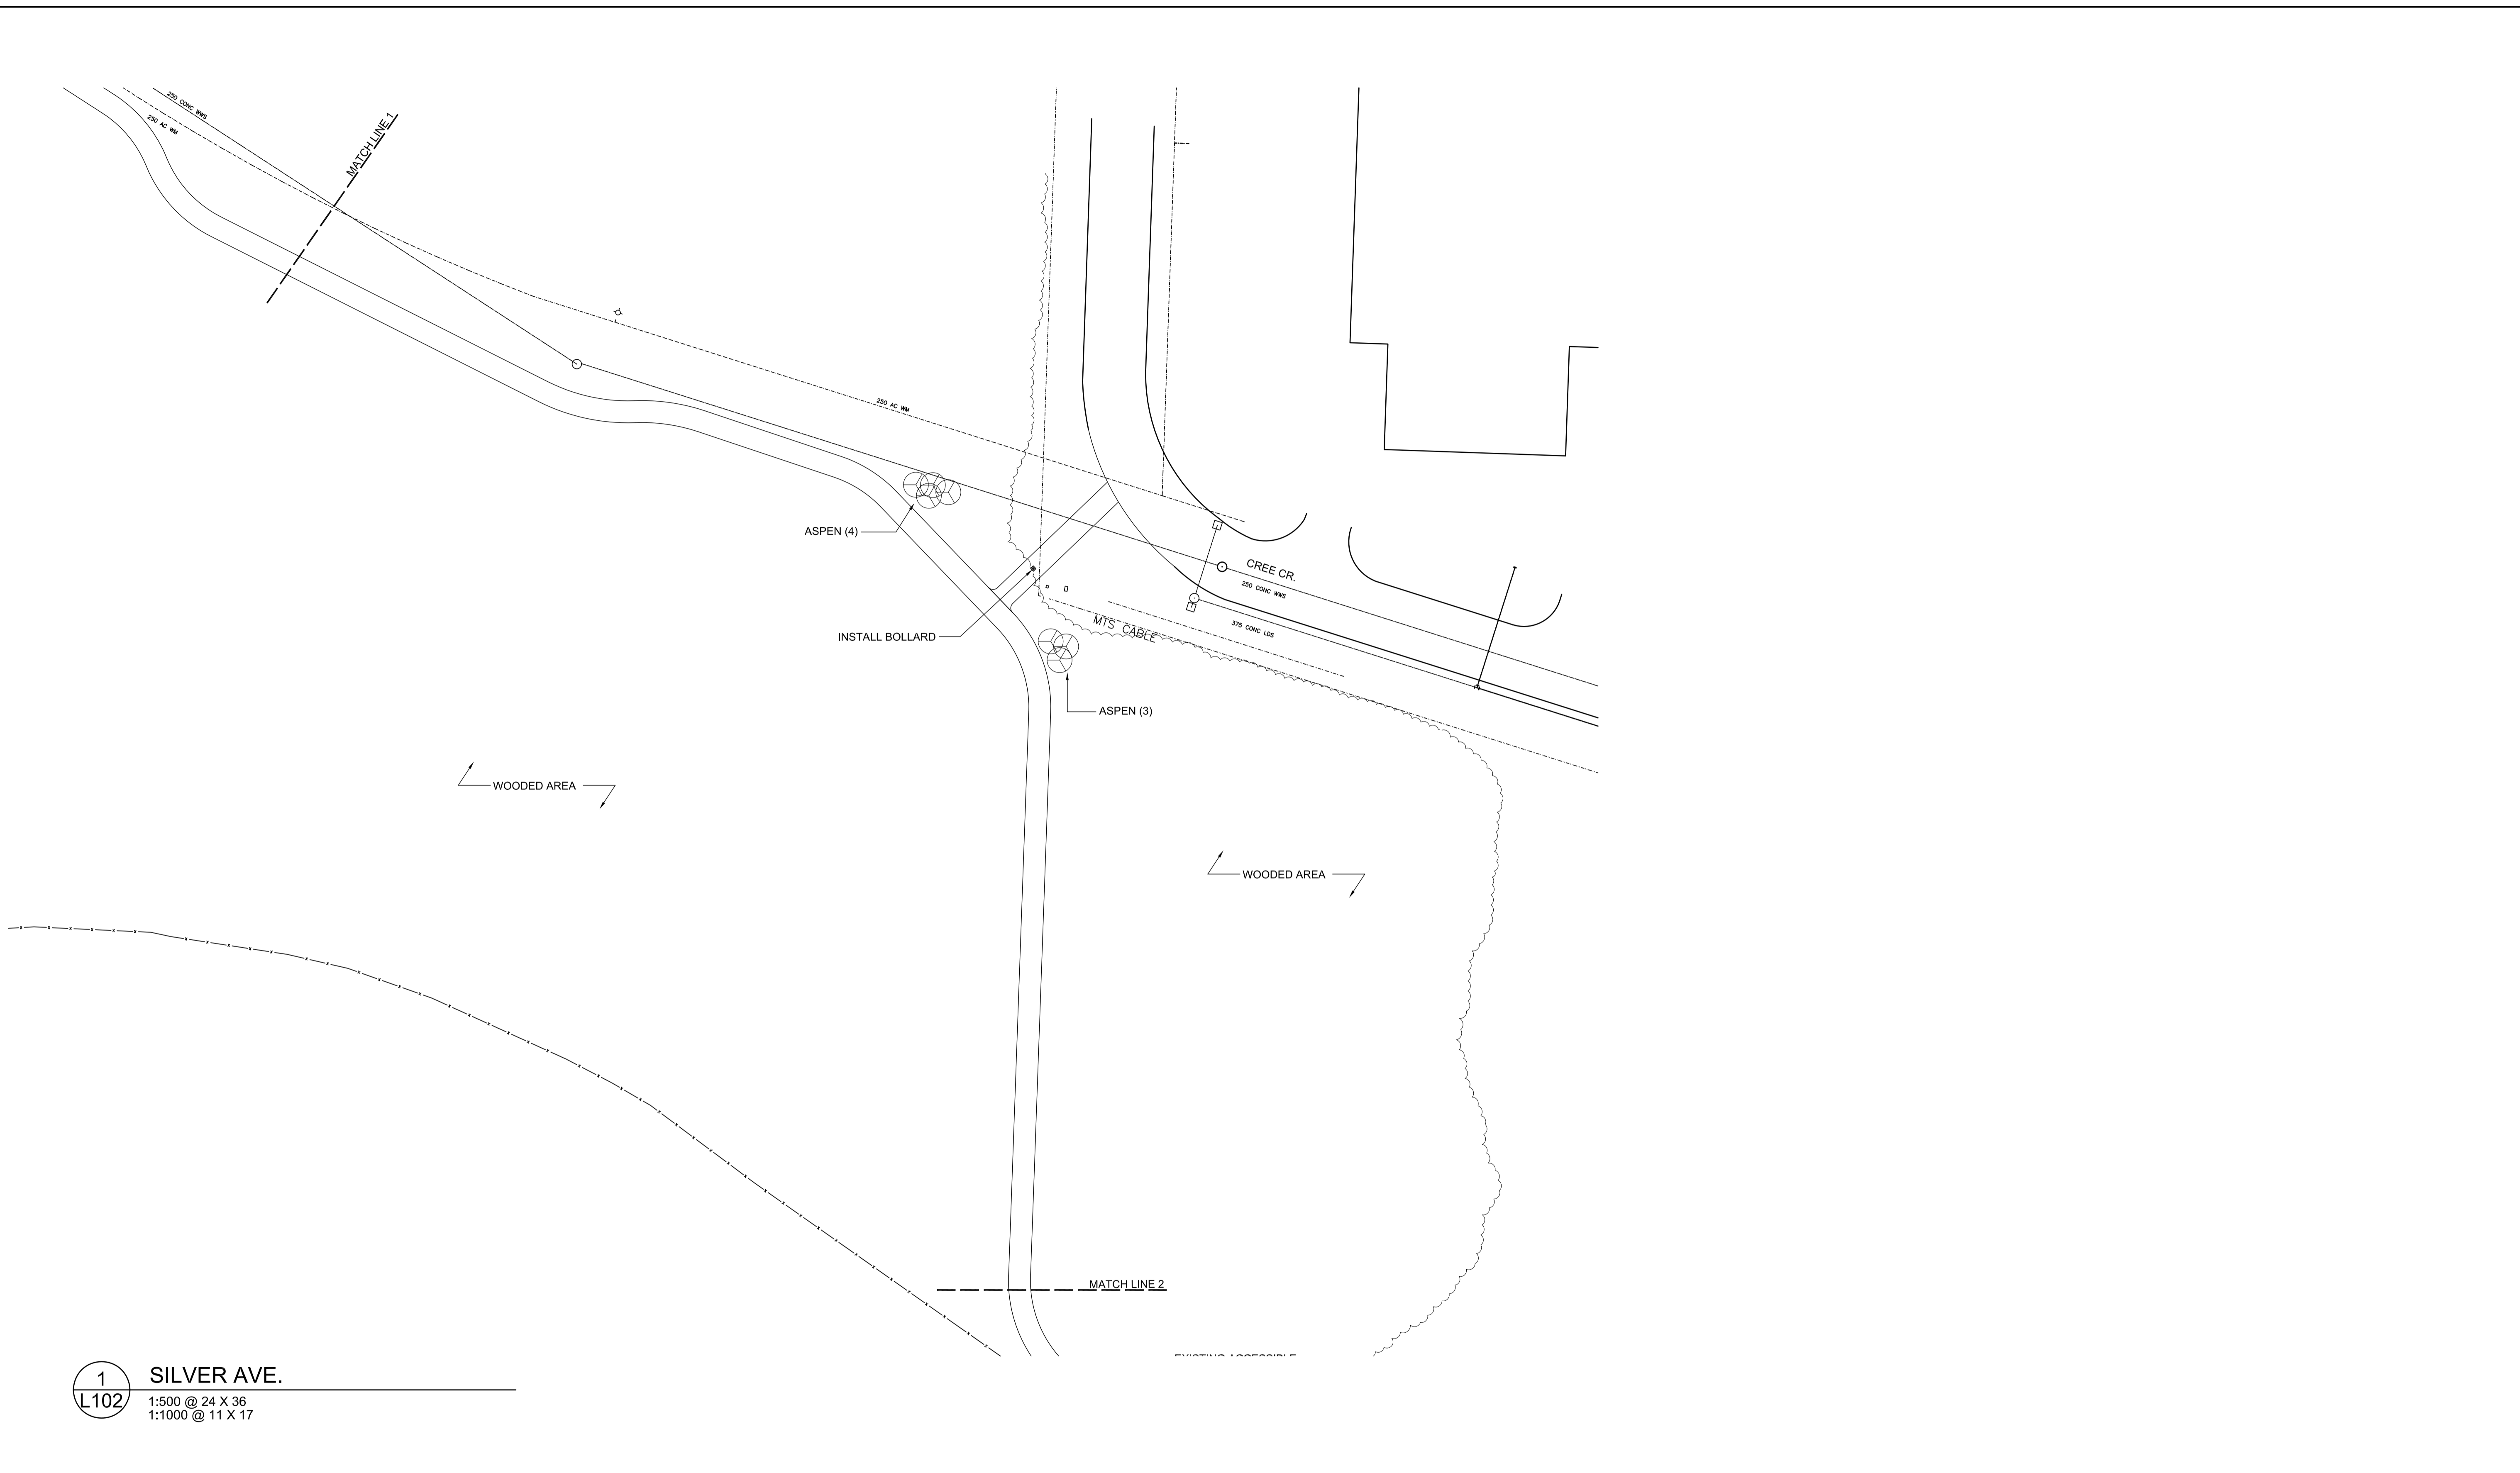 250 CONC WWS
250 AC WM
MATCH LINE 1
250 AC WM
ASPEN (4)
CREE CR.
250 CONC WWS
375 CONC LDS
MTS CABLE
INSTALL BOLLARD
ASPEN (3)
WOODED AREA
WOODED AREA
MATCH LINE 2
EXISTING ACCESSIBLE
1
L102
SILVER AVE.
1:500 @ 24 X 36
1:1000 @ 11 X 17